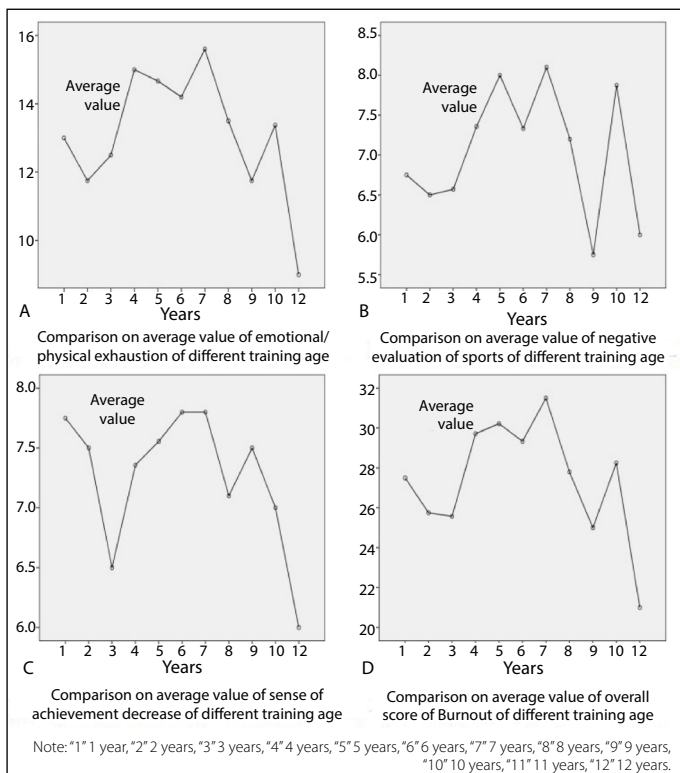 16
14
12
10
Average
value
1 2 3 4 5 6 7 8 9 10 12
A
Years
Comparison on average value of emotional/
physical exhaustion of different training age
8.5
8.0
7.5
7.0
6.5
6.0
5.5
Average
value
1 2 3 4 5 6 7 8 9 10 12
B
Years
Comparison on average value of negative
evaluation of sports of different training age
8.0
7.5
7.0
6.5
6.0
Average
value
1 2 3 4 5 6 7 8 9 10 12
C
Years
Comparison on average value of sense of
achievement decrease of different training age
32
30
28
26
24
22
20
Average
value
1 2 3 4 5 6 7 8 9 10 12
D
Years
Comparison on average value of overall
score of Burnout of different training age
Note: “1” 1 year, “2” 2 years, “3” 3 years, “4” 4 years, “5” 5 years, “6” 6 years, “7” 7 years, “8” 8 years, “9” 9 years,
“10” 10 years, “11” 11 years, “12” 12 years.